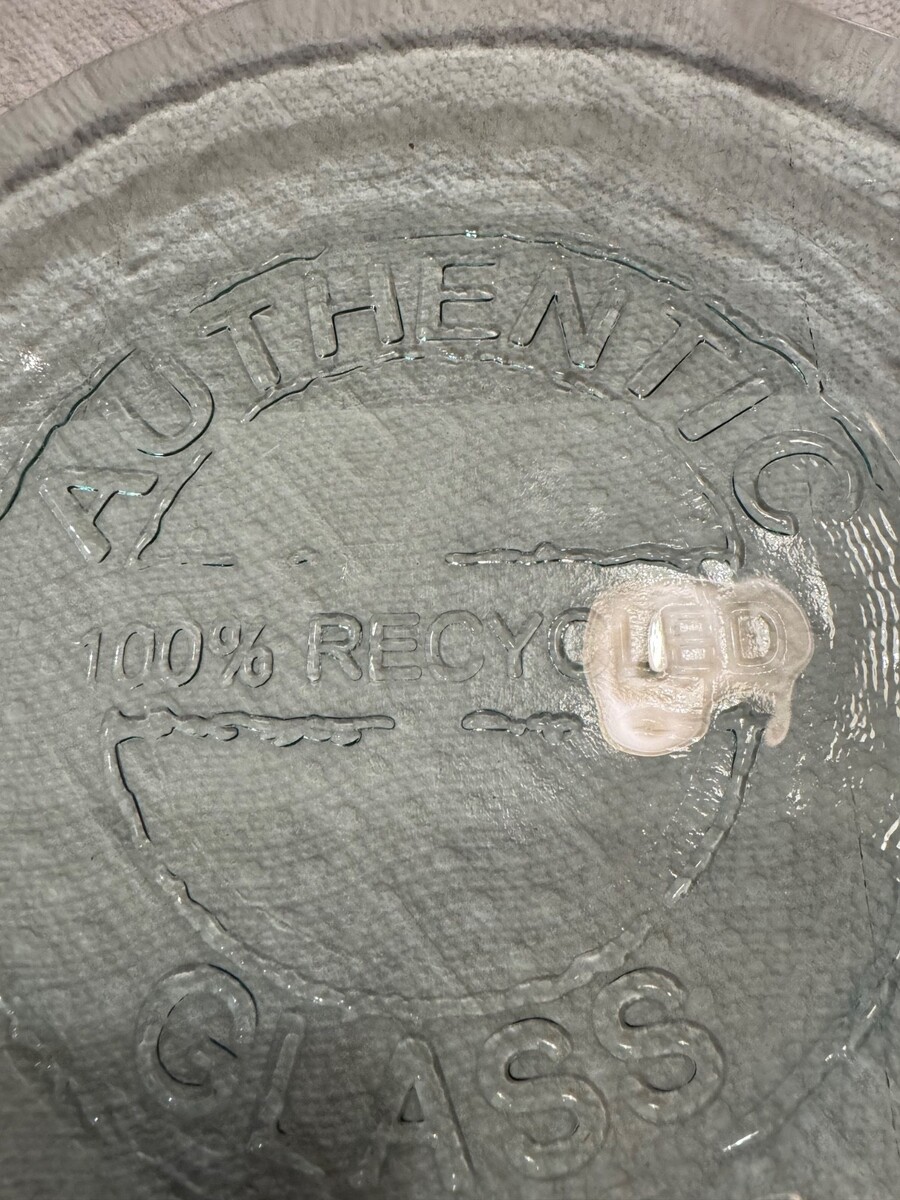 AUTHENTIC
100% RECYCLED
GLASS